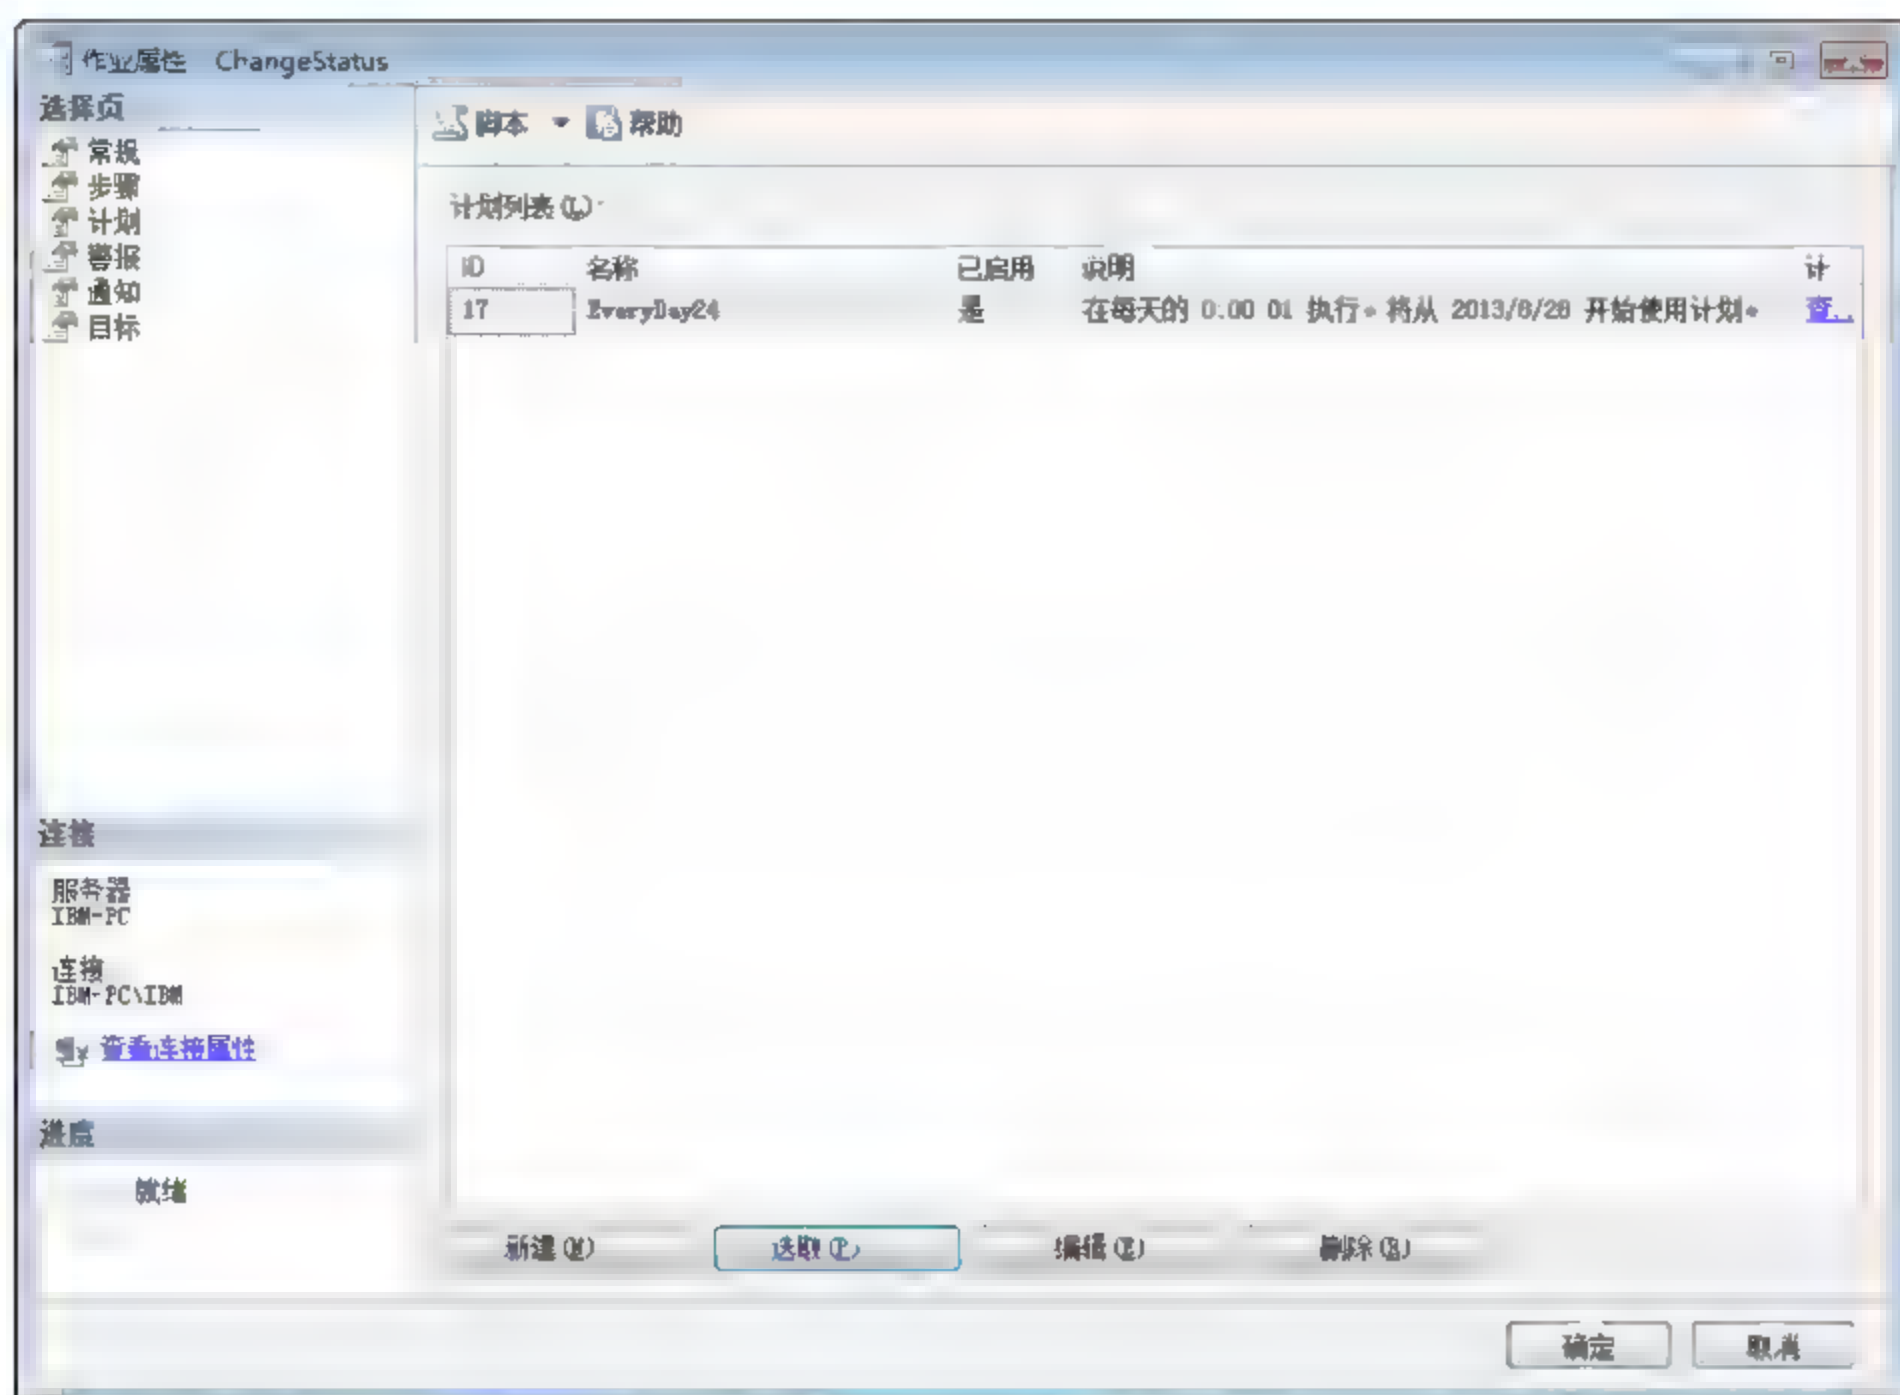 作业属性 ChangeStatus
选择页
常规
步骤
计划
警报
通知
目标
脚本 帮助
计划列表(L)
ID 名称 已启用 说明 计
17 EveryDay24 是 在每天的 0:00 01 执行。将从 2013/8/28 开始使用计划。 查...
连接
服务器
IBM-PC
连接
IBM-PC\IBM
查看连接属性
进度
就绪
新建(N) 选取(P) 编辑(E) 删除(R)
确定 取消